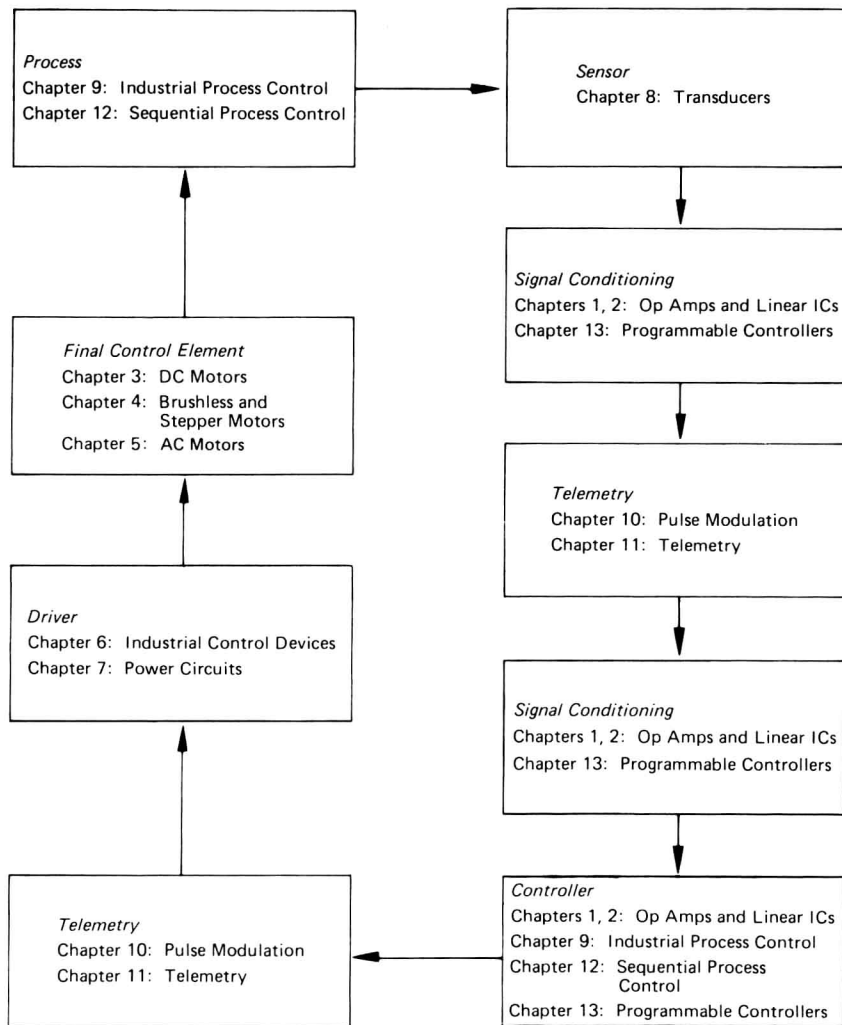 Process
Chapter 9: Industrial Process Control
Chapter 12: Sequential Process Control
Sensor
Chapter 8: Transducers
Signal Conditioning
Chapters 1, 2: Op Amps and Linear ICs
Chapter 13: Programmable Controllers
Final Control Element
Chapter 3: DC Motors
Chapter 4: Brushless and
Stepper Motors
Chapter 5: AC Motors
Telemetry
Chapter 10: Pulse Modulation
Chapter 11: Telemetry
Driver
Chapter 6: Industrial Control Devices
Chapter 7: Power Circuits
Signal Conditioning
Chapters 1, 2: Op Amps and Linear ICs
Chapter 13: Programmable Controllers
Telemetry
Chapter 10: Pulse Modulation
Chapter 11: Telemetry
Controller
Chapters 1, 2: Op Amps and Linear ICs
Chapter 9: Industrial Process Control
Chapter 12: Sequential Process
Control
Chapter 13: Programmable Controllers